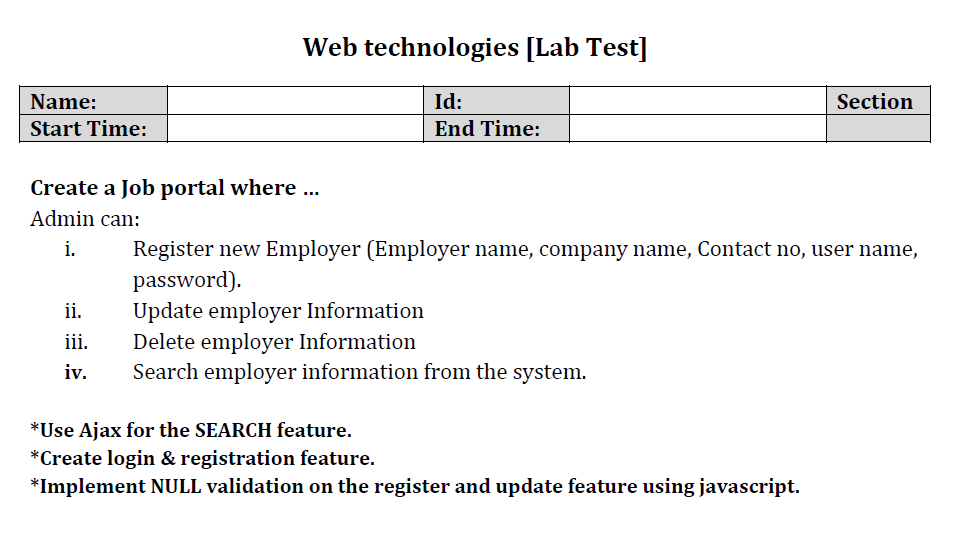 Web technologies [Lab Test]
Name: Id: Section
Start Time: End Time:
Create a Job portal where ...
Admin can:
i. Register new Employer (Employer name, company name, Contact no, user name,
password).
ii. Update employer Information
iii. Delete employer Information
iv. Search employer information from the system.
*Use Ajax for the SEARCH feature.
*Create login & registration feature.
*Implement NULL validation on the register and update feature using javascript.